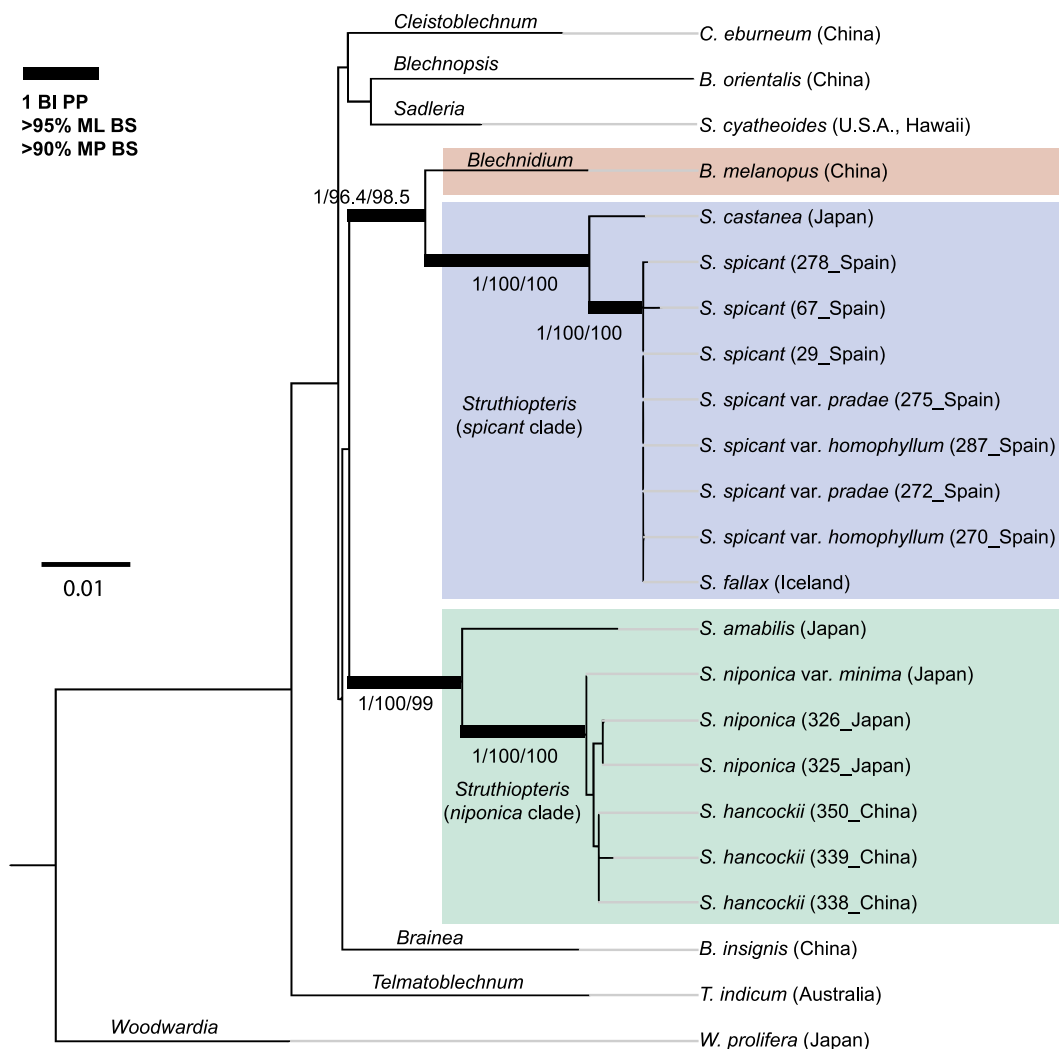 Cleistoblechnum
C. eburneum (China)
Blechnopsis
B. orientalis (China)
Sadleria
S. cyatheoides (U.S.A., Hawaii)
1 BI PP
>95% ML BS
>90% MP BS
Blechnidium
B. melanopus (China)
1/96.4/98.5
S. castanea (Japan)
S. spicant (278_Spain)
1/100/100
S. spicant (67_Spain)
1/100/100
S. spicant (29_Spain)
Struthiopteris
(spicant clade)
S. spicant var. pradae (275_Spain)
S. spicant var. homophyllum (287_Spain)
S. spicant var. pradae (272_Spain)
S. spicant var. homophyllum (270_Spain)
S. fallax (Iceland)
0.01
S. amabilis (Japan)
S. niponica var. minima (Japan)
1/100/99
S. niponica (326_Japan)
1/100/100
S. niponica (325_Japan)
Struthiopteris
(niponica clade)
S. hancockii (350_China)
S. hancockii (339_China)
S. hancockii (338_China)
Brainea
B. insignis (China)
Telmatoblechnum
T. indicum (Australia)
Woodwardia
W. prolifera (Japan)